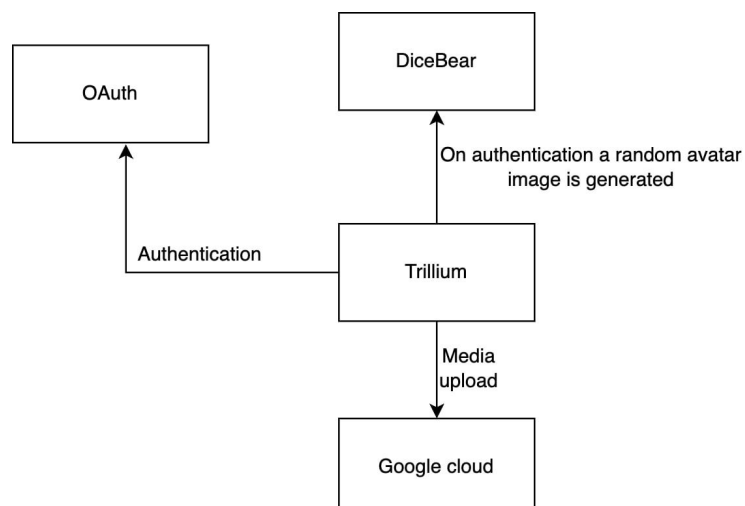 DiceBear
OAuth
On authentication a random avatar
image is generated
Authentication
Trillium
Media
upload
Google cloud